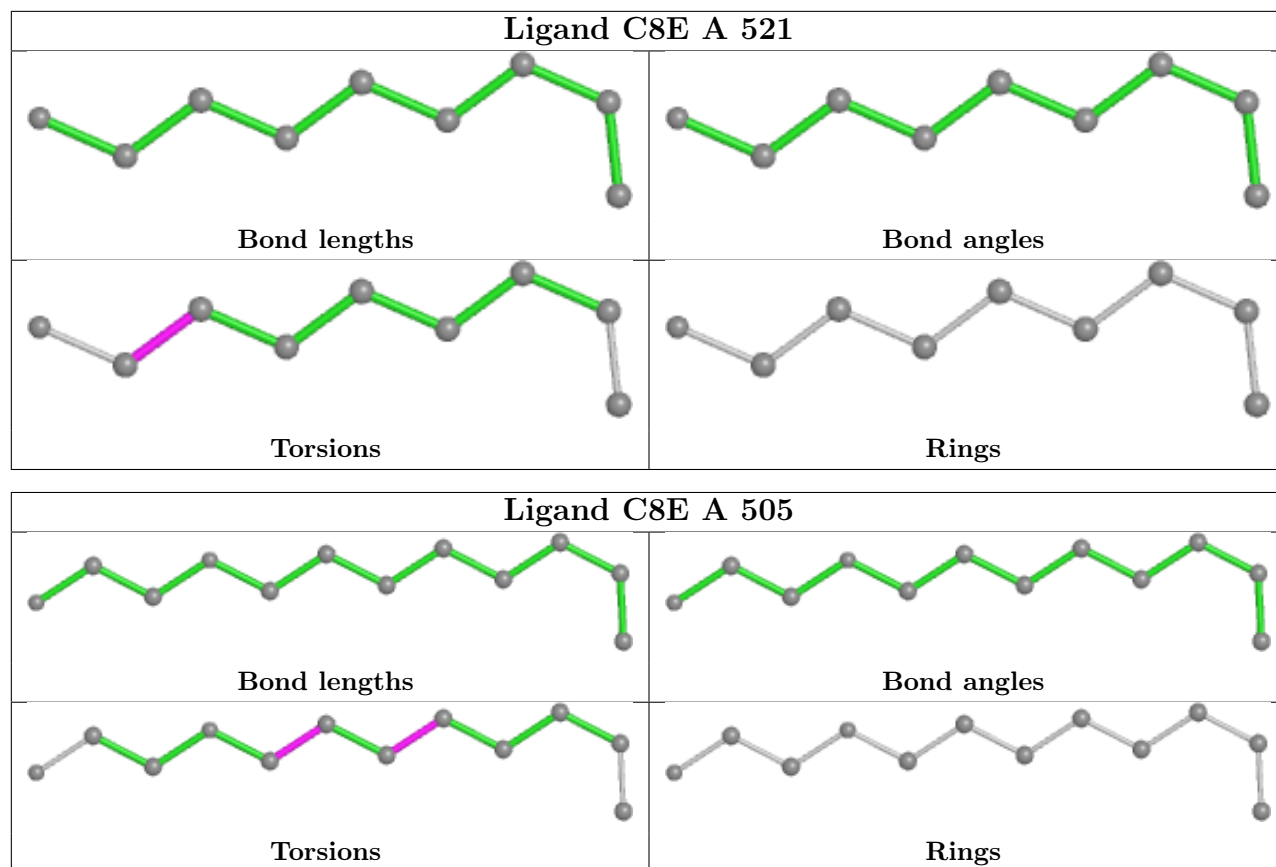 Ligand C8E A 521
Bond lengths Bond angles
Torsions Rings
Ligand C8E A 505
Bond lengths Bond angles
Torsions Rings